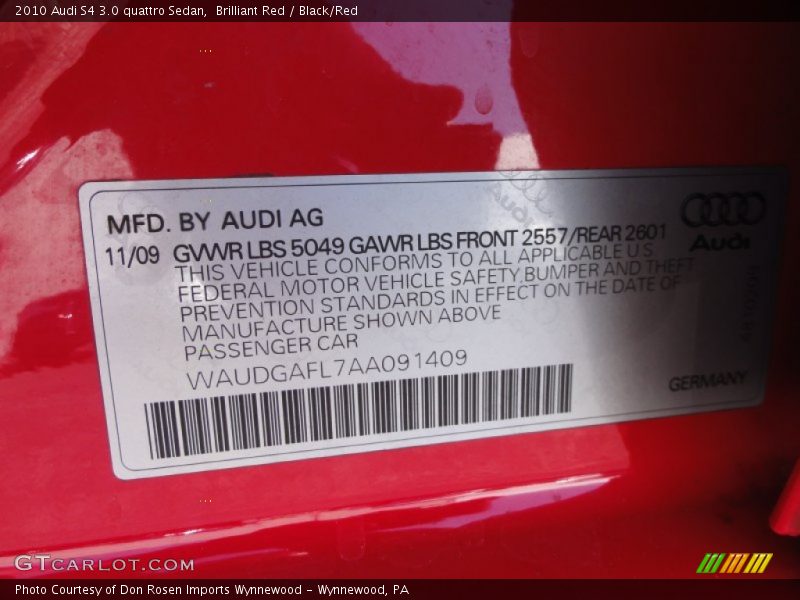 2010 Audi S4 3.0 quattro Sedan,  Brilliant Red / Black/Red
MFD. BY AUDI AG
11/09 GVWR LBS 5049 GAWR LBS FRONT 2557/REAR 2601
THIS VEHICLE CONFORMS TO ALL APPLICABLE U.S.
FEDERAL MOTOR VEHICLE SAFETY,BUMPER AND THEFT
PREVENTION STANDARDS IN EFFECT ON THE DATE OF
MANUFACTURE SHOWN ABOVE
PASSENGER CAR
WAUDGAFL7AA091409
Audi
GERMANY
GTCARLOT.COM
Photo Courtesy of Don Rosen Imports Wynnewood – Wynnewood, PA